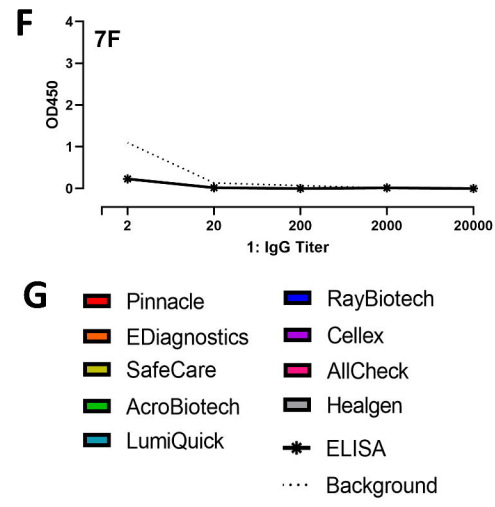 F
7F
4
3
2
1
0
OD450
2 20 200 2000 20000
1: IgG Titer
G
Pinnacle
EDiagnostics
SafeCare
AcroBiotech
LumiQuick
RayBiotech
Cellex
AllCheck
Healgen
ELISA
Background